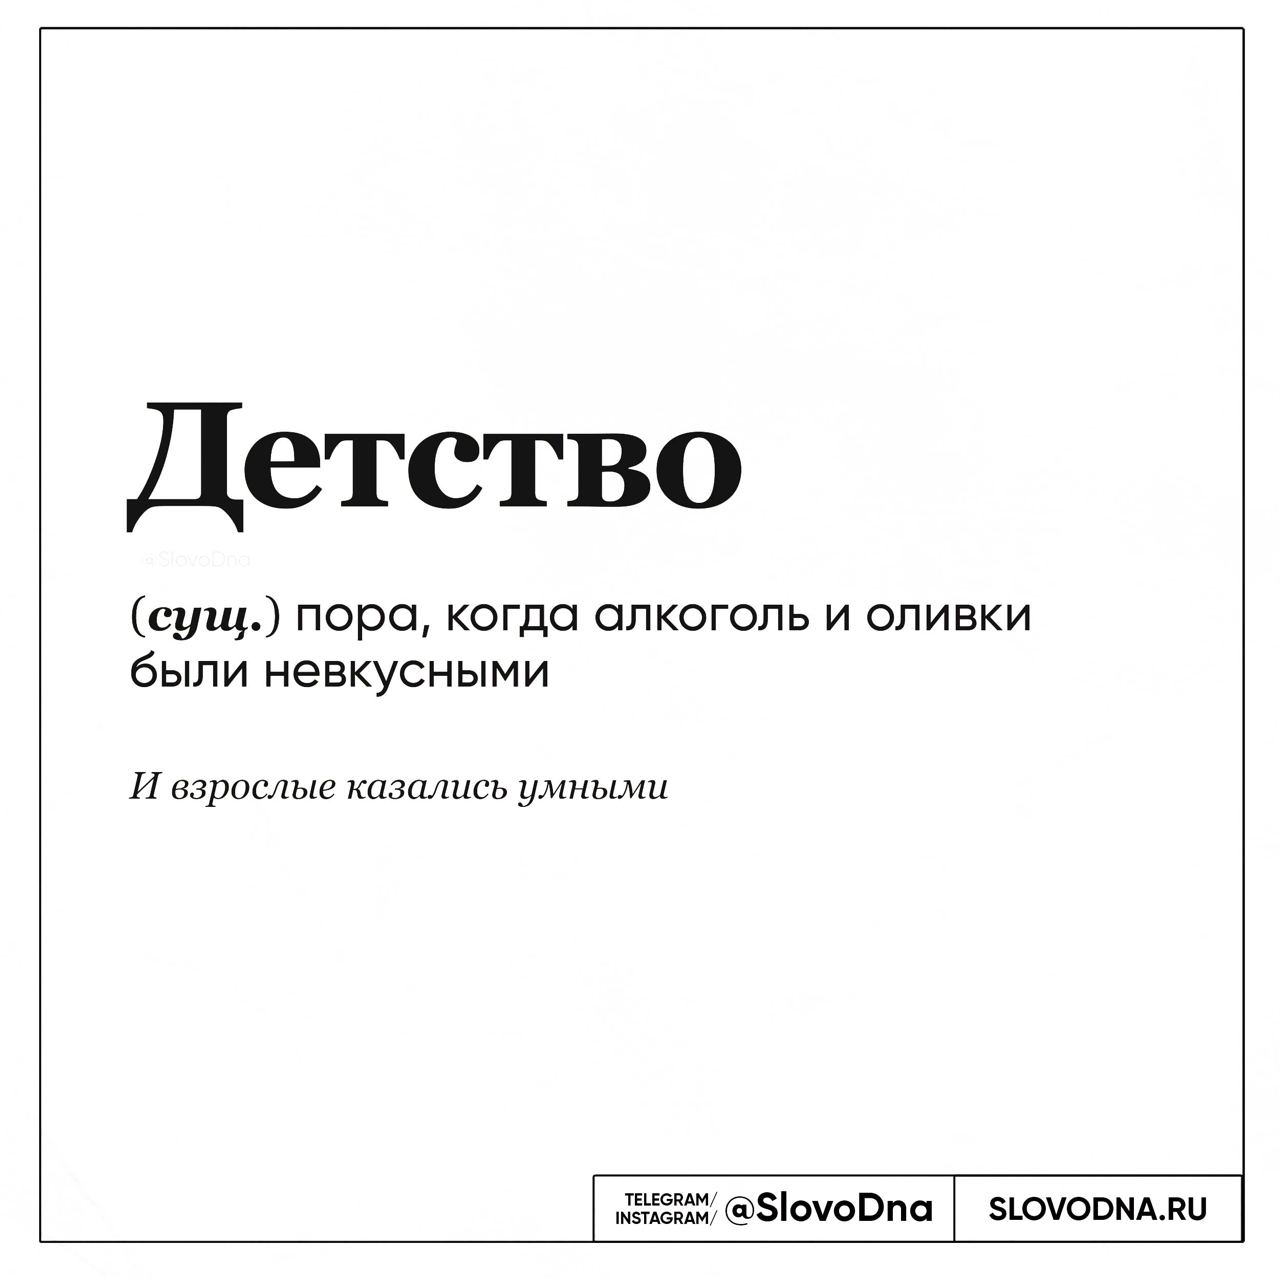 Детство
@SlovoDna
(сущ.) пора, когда алкоголь и оливки
были невкусными
И взрослые казались умными
TELEGRAM/
INSTAGRAM/
@SlovoDna
SLOVODNA.RU